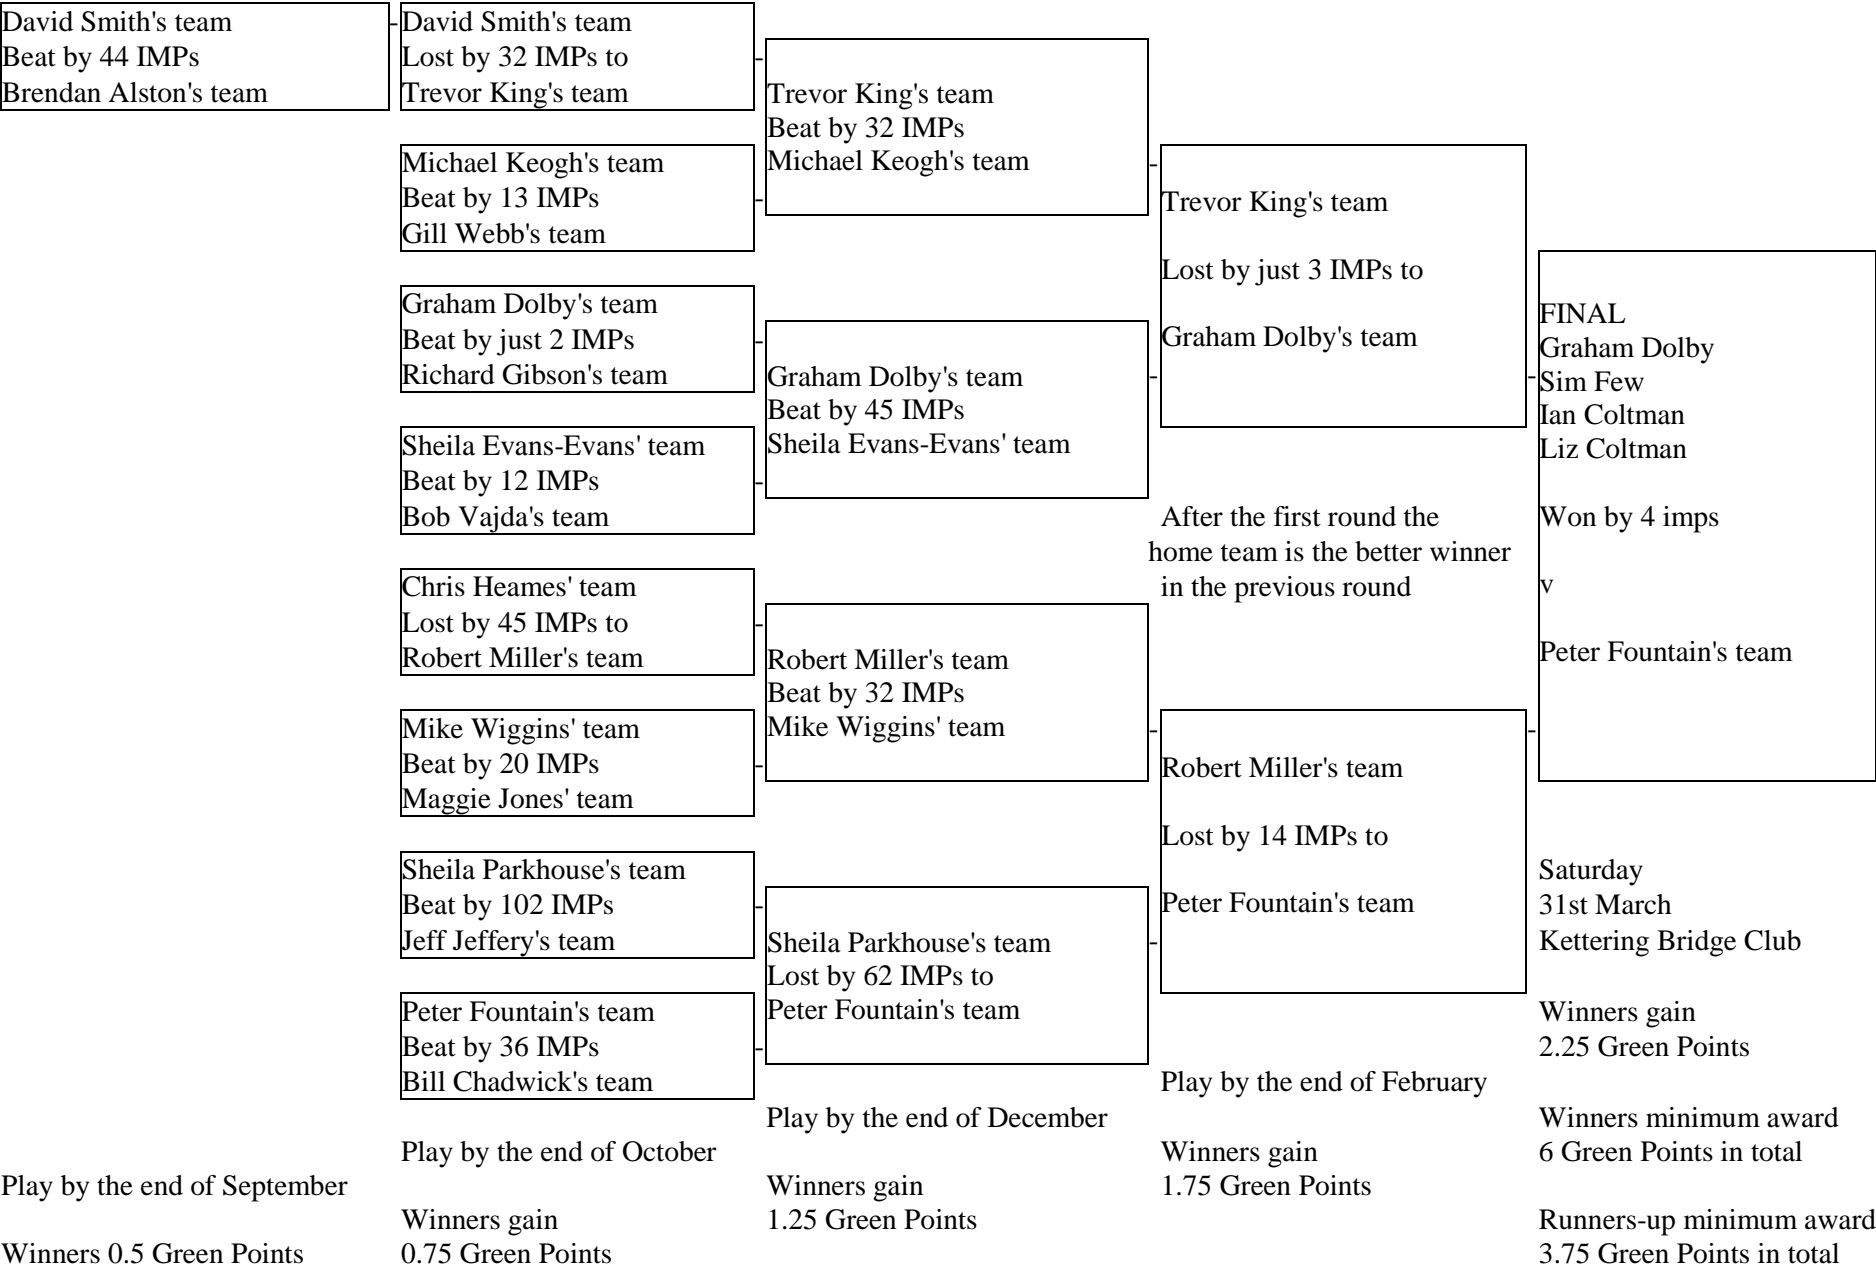 David Smith's team
Beat by 44 IMPs
Brendan Alston's team
Play by the end of September
Winners 0.5 Green Points
David Smith's team
Lost by 32 IMPs to
Trevor King's team
Michael Keogh's team
Beat by 13 IMPs
Gill Webb's team
Graham Dolby's team
Beat by just 2 IMPs
Richard Gibson's team
Sheila Evans-Evans' team
Beat by 12 IMPs
Bob Vajda's team
Chris Heames' team
Lost by 45 IMPs to
Robert Miller's team
Mike Wiggins' team
Beat by 20 IMPs
Maggie Jones' team
Sheila Parkhouse's team
Beat by 102 IMPs
Jeff Jeffery's team
Peter Fountain's team
Beat by 36 IMPs
Bill Chadwick's team
Play by the end of October
Winners gain
0.75 Green Points
Trevor King's team
Beat by 32 IMPs
Michael Keogh's team
Graham Dolby's team
Beat by 45 IMPs
Sheila Evans-Evans' team
Robert Miller's team
Beat by 32 IMPs
Mike Wiggins' team
Sheila Parkhouse's team
Lost by 62 IMPs to
Peter Fountain's team
Play by the end of December
Winners gain
1.25 Green Points
Trevor King's team
Lost by just 3 IMPs to
Graham Dolby's team
After the first round the
home team is the better winner
in the previous round
Robert Miller's team
Lost by 14 IMPs to
Peter Fountain's team
Play by the end of February
Winners gain
1.75 Green Points
FINAL
Graham Dolby
Sim Few
Ian Coltman
Liz Coltman
Won by 4 imps
v
Peter Fountain's team
Saturday
31st March
Kettering Bridge Club
Winners gain
2.25 Green Points
Winners minimum award
6 Green Points in total
Runners-up minimum award
3.75 Green Points in total